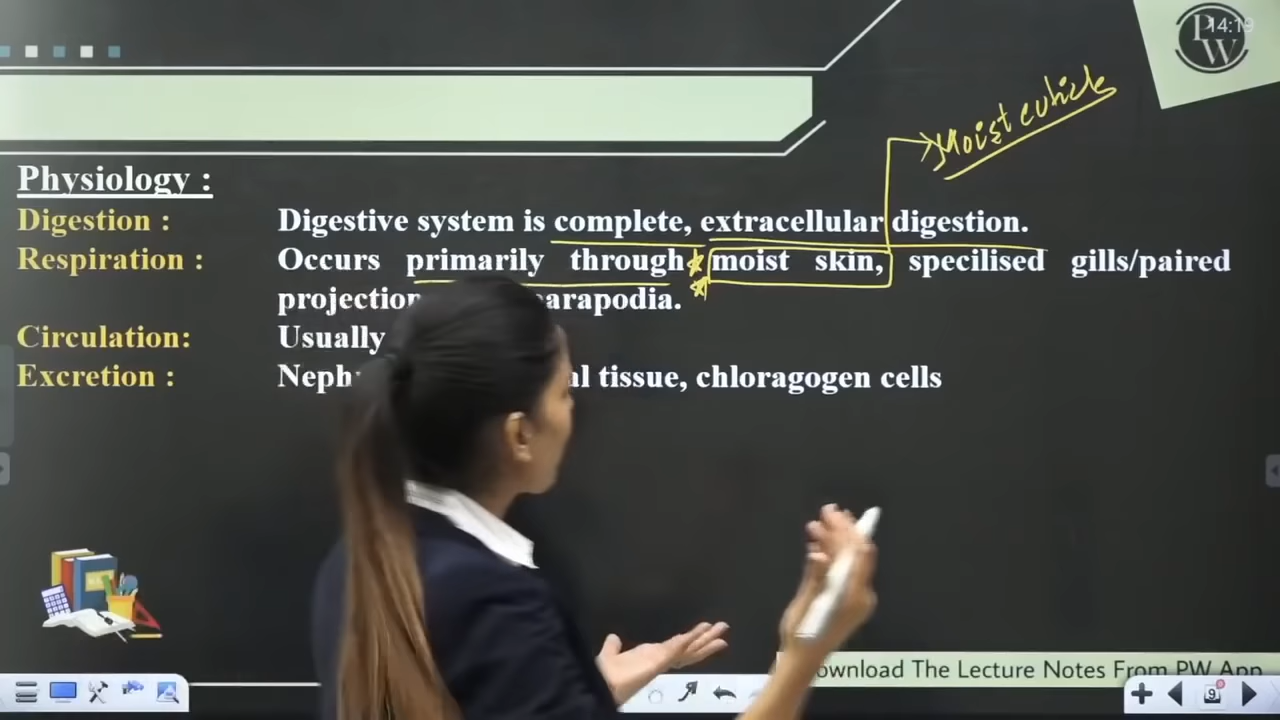 PW
14:19
Moist cuticle
Physiology :
Digestion : Digestive system is complete, extracellular digestion.
Respiration : Occurs primarily through moist skin, specilised gills/paired
arapodia.
Circulation: Usually
Excretion : al tissue, chloragogen cells
ownload The Lecture Notes From PW App
9